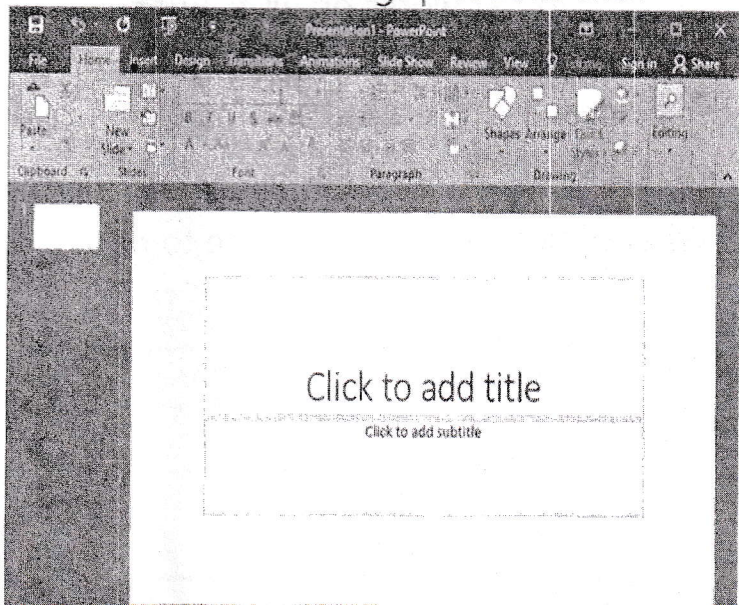 Presentation1 - PowerPoint
File Home Insert Design Transitions Animations Slide Show Review View Sign in Share
Paste New Slide Shapes Arrange Editing
B I U S
Clipboard Slides Font Paragraph Drawing
1
Click to add title
Click to add subtitle